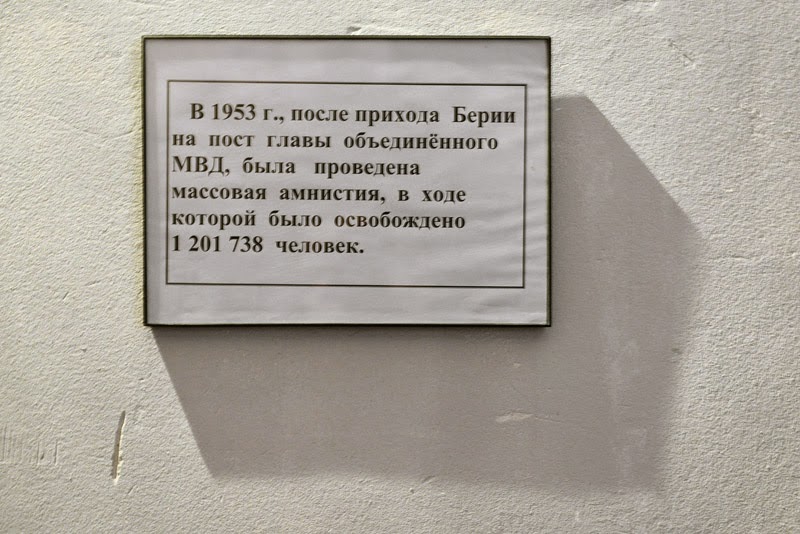 В 1953 г., после прихода Берии
на пост главы объединённого
МВД, была проведена
массовая амнистия, в ходе
которой было освобождено
1 201 738 человек.